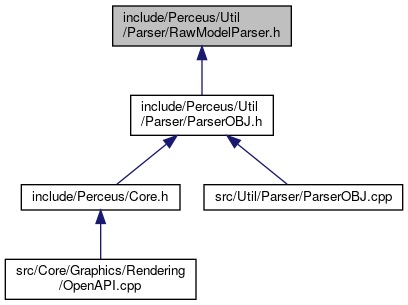 include/Perceus/Util
/Parser/RawModelParser.h
include/Perceus/Util
/Parser/ParserOBJ.h
include/Perceus/Core.h
src/Util/Parser/ParserOBJ.cpp
src/Core/Graphics/Rendering
/OpenAPI.cpp